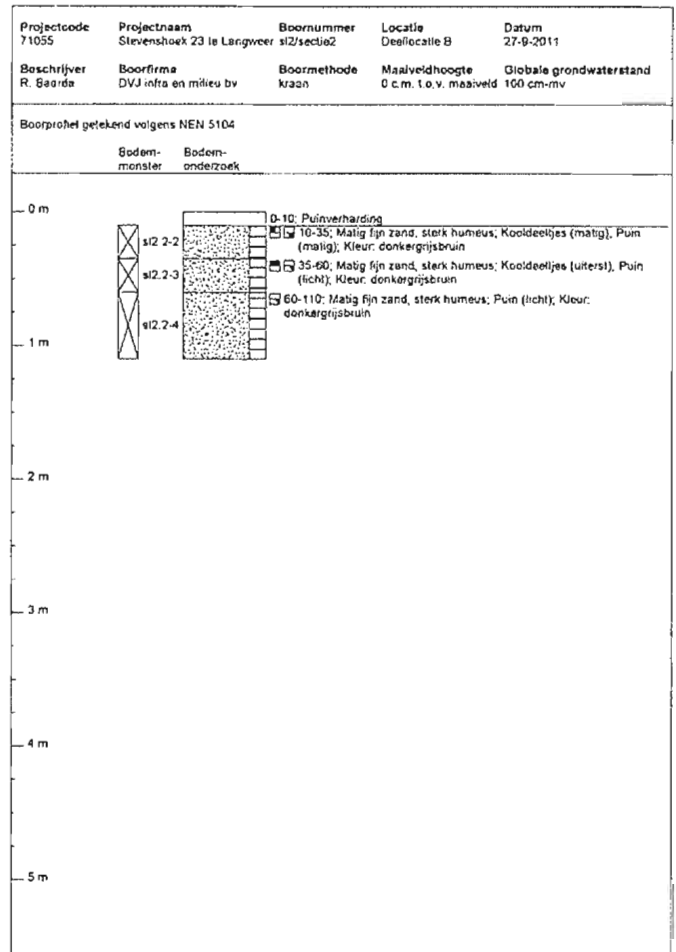 Projectcode Projectnaam Boornummer Locatie Datum
71055 Stevenshoek 23 te Langweer sl2/sectie2 Deellocatie B 27-9-2011
Beschrijver Boorfirma Boormethode Maaiveldhoogte Globale grondwaterstand
R. Baarda DVJ infra en milieu bv kraan 0 c.m. t.o.v. maaiveld 100 cm-mv
Boorprofiel getekend volgens NEN 5104
Bodem- Bodem-
monster onderzoek
0 m
0-10; Puinverharding
sl2.2-2 10-35; Matig fijn zand, sterk humeus; Kooldeeltjes (matig), Puin
(matig); Kleur: donkergrijsbruin
sl2.2-3 35-60; Matig fijn zand, sterk humeus; Kooldeeltjes (uiterst), Puin
(licht); Kleur: donkergrijsbruin
60-110; Matig fijn zand, sterk humeus; Puin (licht); Kleur:
donkergrijsbruin
sl2.2-4
1 m
2 m
3 m
4 m
5 m